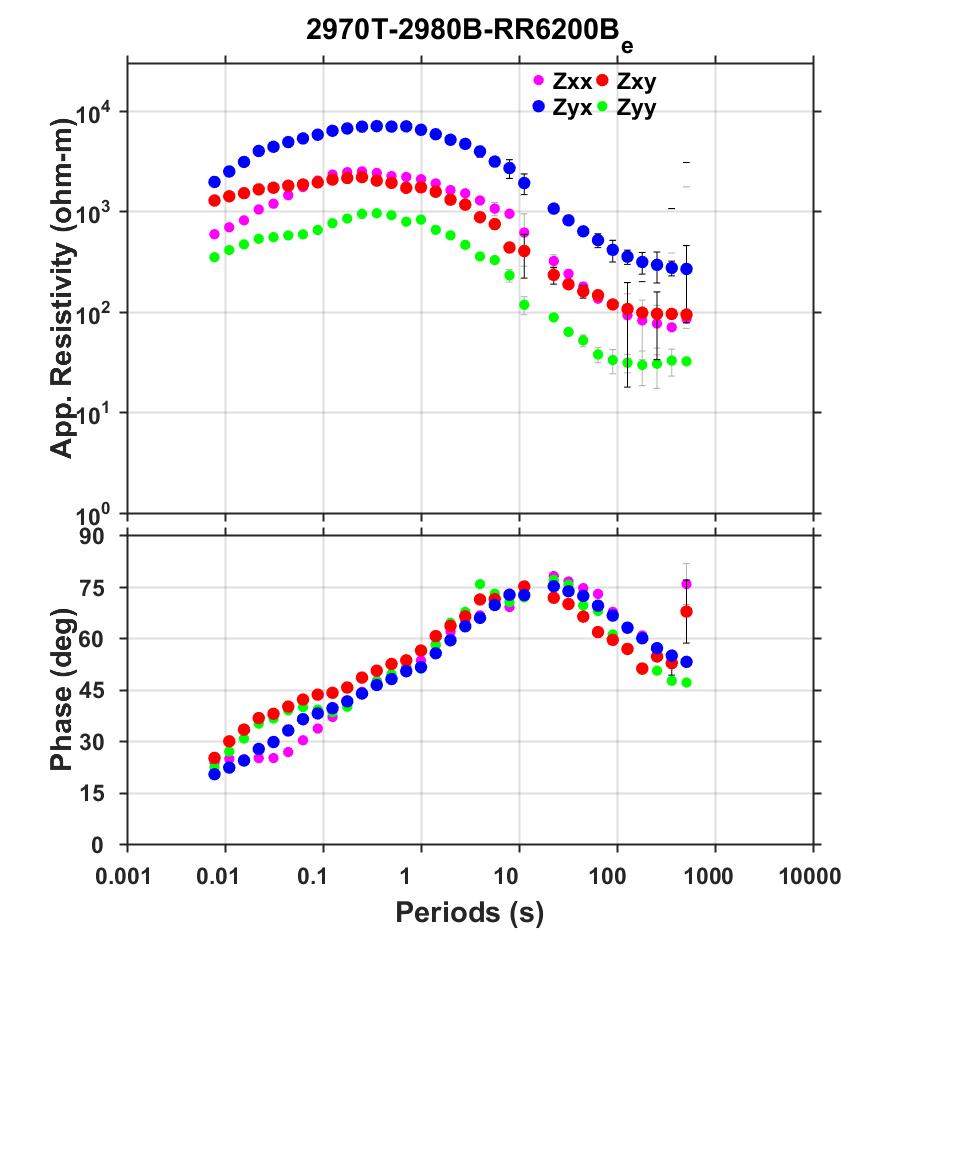 2970T-2980B-RR6200Be
Zxx Zxy
Zyx Zyy
App. Resistivity (ohm-m)
10^4
10^3
10^2
10^1
10^0
Phase (deg)
90
75
60
45
30
15
0
0.001 0.01 0.1 1 10 100 1000 10000
Periods (s)